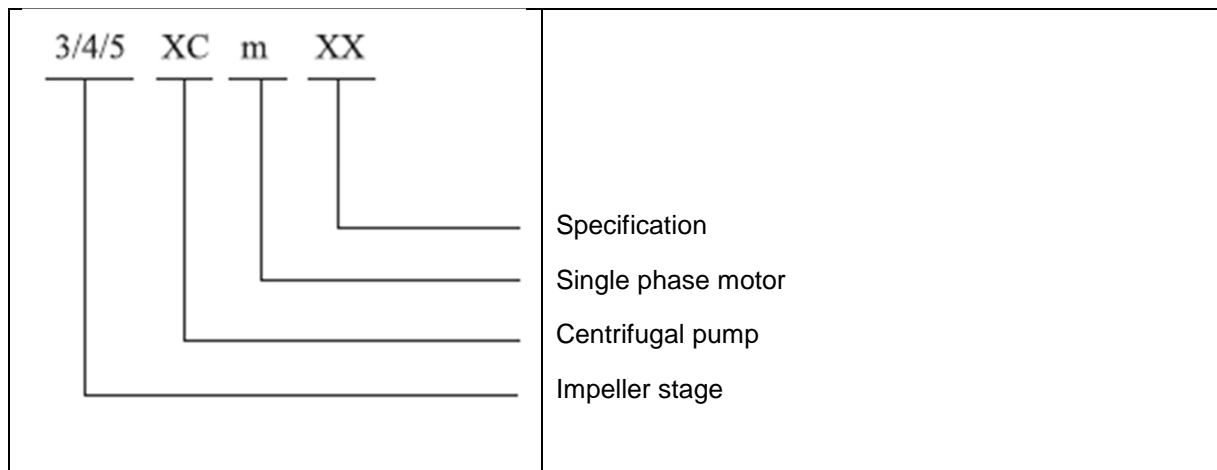 3/4/5 XC m XX
Specification
Single phase motor
Centrifugal pump
Impeller stage